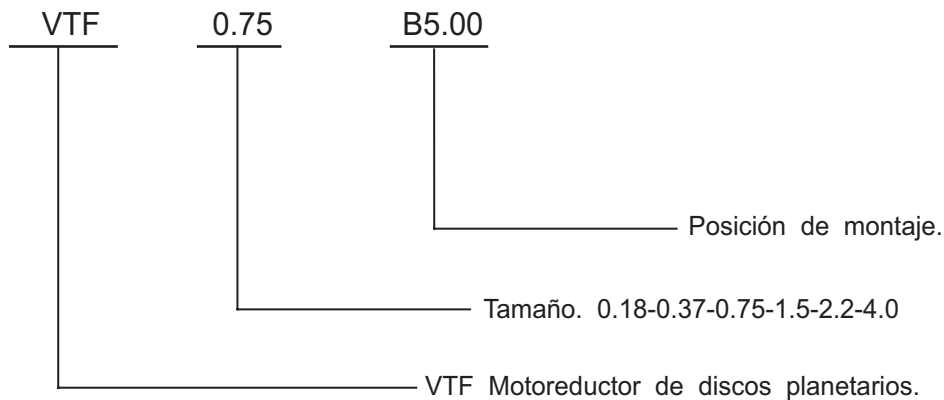 VTF 0.75 B5.00
Posición de montaje.
Tamaño. 0.18-0.37-0.75-1.5-2.2-4.0
VTF Motoreductor de discos planetarios.